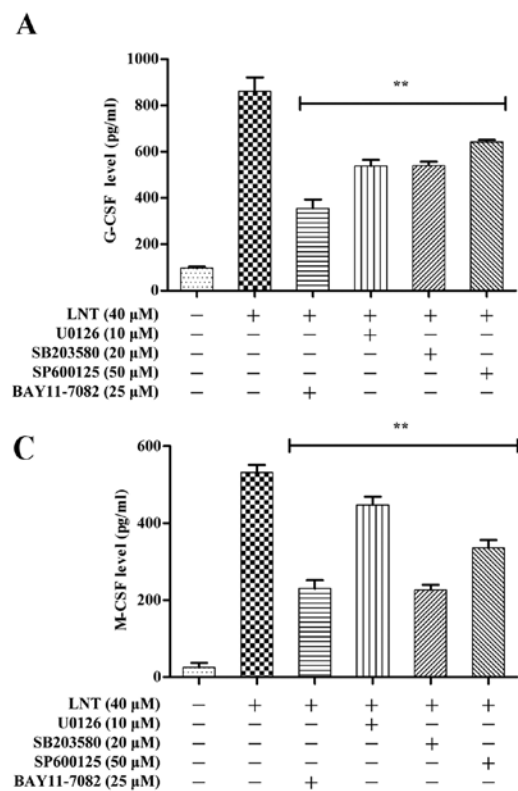 A
1000
800
600
400
200
0
G-CSF level (pg/ml)
**
LNT (40 μM) − + + + + +
U0126 (10 μM) − − − + − −
SB203580 (20 μM) − − − − + −
SP600125 (50 μM) − − − − − +
BAY11-7082 (25 μM) − − + − − −
C
600
400
200
0
M-CSF level (pg/ml)
**
LNT (40 μM) − + + + + +
U0126 (10 μM) − − − + − −
SB203580 (20 μM) − − − − + −
SP600125 (50 μM) − − − − − +
BAY11-7082 (25 μM) − − + − − −